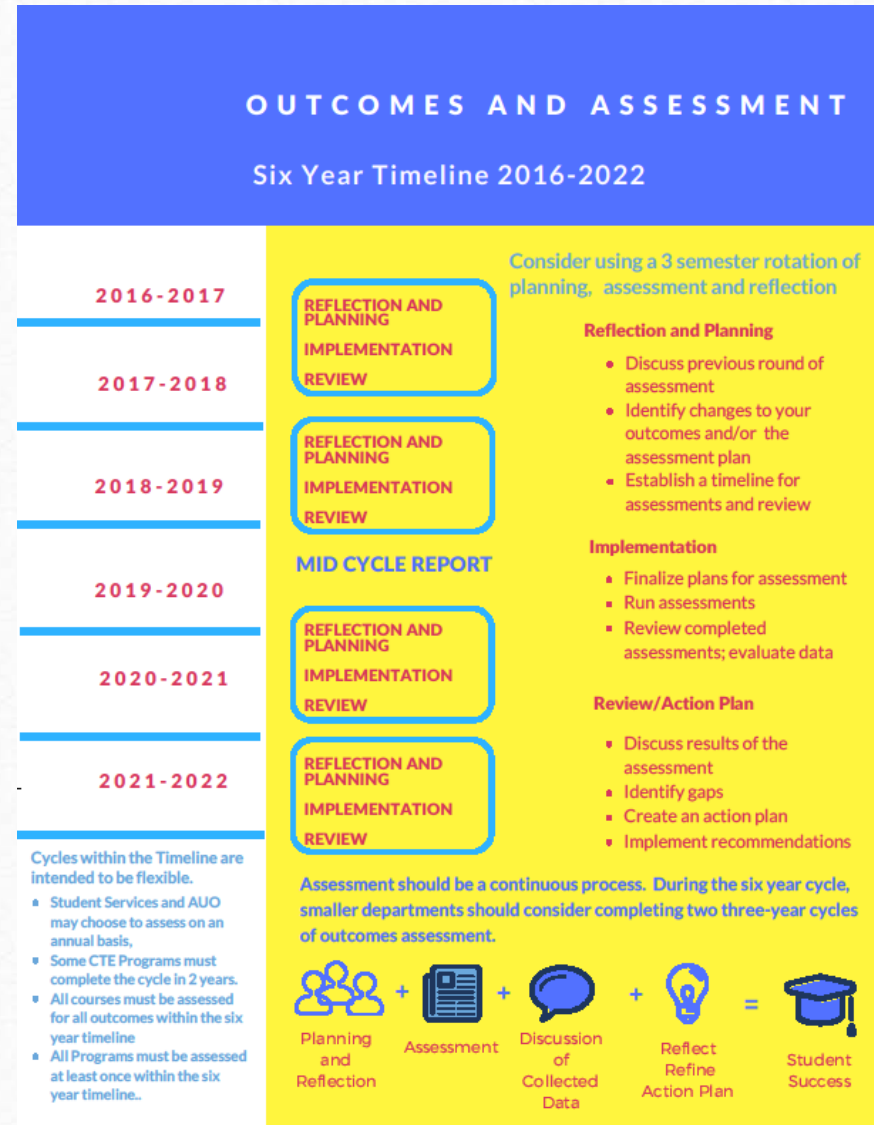 OUTCOMES AND ASSESSMENT
Six Year Timeline 2016-2022
2016-2017
2017-2018
2018-2019
2019-2020
2020-2021
2021-2022
Cycles within the Timeline are
intended to be flexible.
Student Services and AUO
may choose to assess on an
annual basis,
Some CTE Programs must
complete the cycle in 2 years.
All courses must be assessed
for all outcomes within the six
year timeline
All Programs must be assessed
at least once within the six
year timeline..
REFLECTION AND
PLANNING
IMPLEMENTATION
REVIEW
REFLECTION AND
PLANNING
IMPLEMENTATION
REVIEW
MID CYCLE REPORT
REFLECTION AND
PLANNING
IMPLEMENTATION
REVIEW
REFLECTION AND
PLANNING
IMPLEMENTATION
REVIEW
Consider using a 3 semester rotation of
planning, assessment and reflection
Reflection and Planning
Discuss previous round of
assessment
Identify changes to your
outcomes and/or the
assessment plan
Establish a timeline for
assessments and review
Implementation
Finalize plans for assessment
Run assessments
Review completed
assessments; evaluate data
Review/Action Plan
Discuss results of the
assessment
Identify gaps
Create an action plan
Implement recommendations
Assessment should be a continuous process. During the six year cycle,
smaller departments should consider completing two three-year cycles
of outcomes assessment.
+ + + =
Planning
and
Reflection
Assessment
Discussion
of
Collected
Data
Reflect
Refine
Action Plan
Student
Success